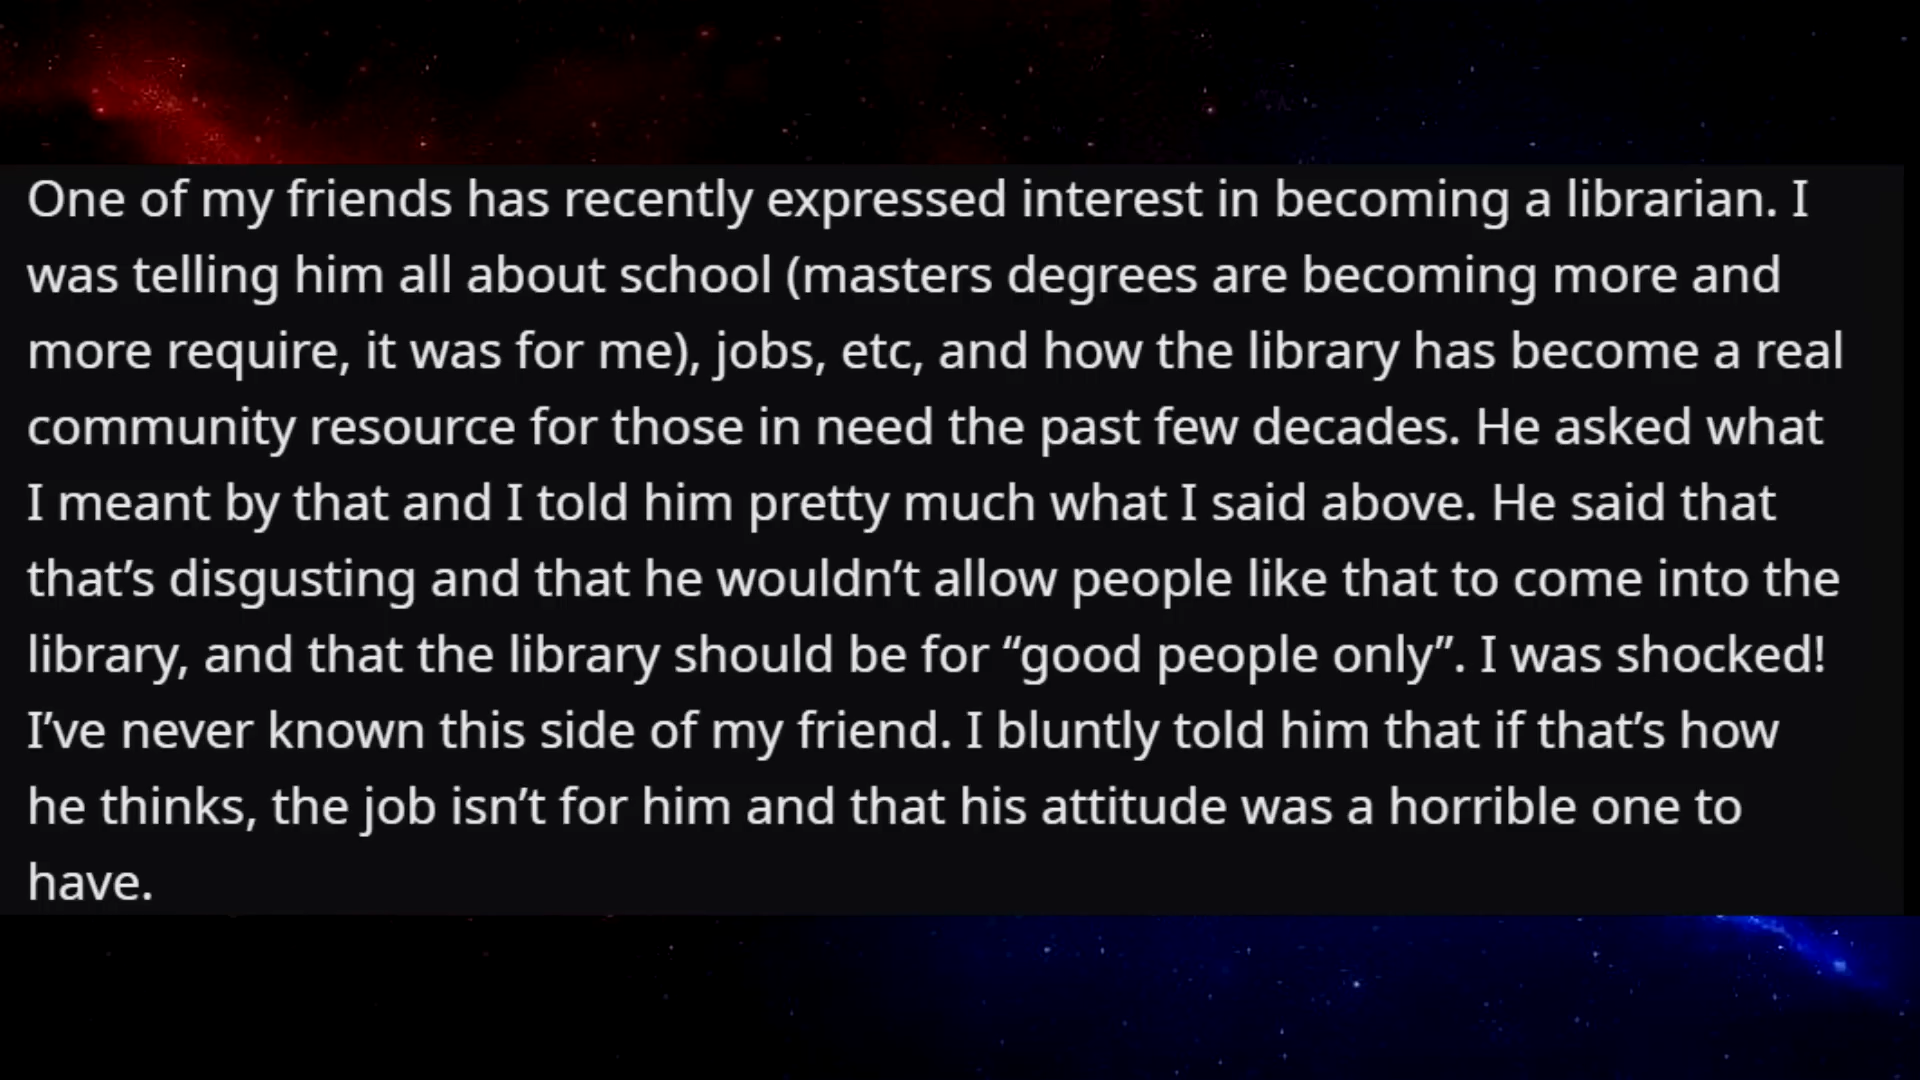 One of my friends has recently expressed interest in becoming a librarian. I
was telling him all about school (masters degrees are becoming more and
more require, it was for me), jobs, etc, and how the library has become a real
community resource for those in need the past few decades. He asked what
I meant by that and I told him pretty much what I said above. He said that
that’s disgusting and that he wouldn’t allow people like that to come into the
library, and that the library should be for “good people only”. I was shocked!
I’ve never known this side of my friend. I bluntly told him that if that’s how
he thinks, the job isn’t for him and that his attitude was a horrible one to
have.